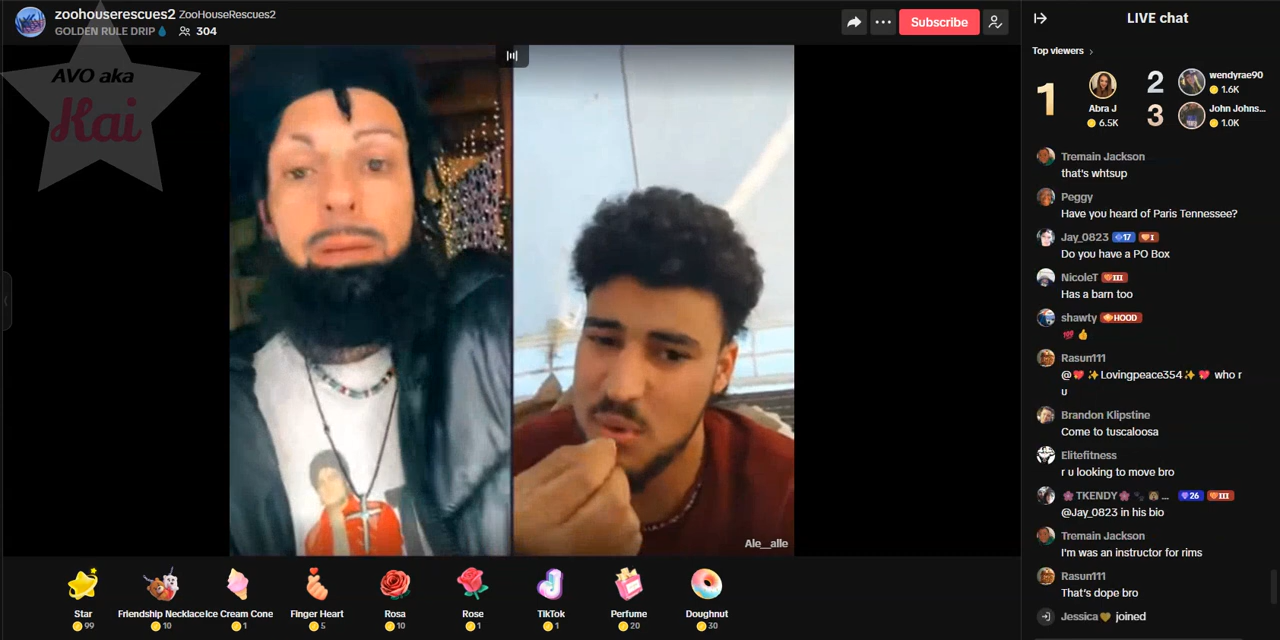 zoohouserescues2 ZooHouseRescues2
GOLDEN RULE DRIP💧 304
Subscribe
AVO aka
Kai
Ale__alle
Star
99
Friendship Necklace
10
Ice Cream Cone
1
Finger Heart
5
Rosa
10
Rose
1
TikTok
1
Perfume
20
Doughnut
30
LIVE chat
Top viewers ›
1
Abra J
6.5K
2
wendyrae90
1.6K
3
John Johns...
1.0K
Tremain Jackson
that's whtsup
Peggy
Have you heard of Paris Tennessee?
Jay_0823 17 I
Do you have a PO Box
NicoleT III
Has a barn too
shawty HOOD
💯👍
Rasun111
@💖✨Lovingpeace354✨💖 who r
u
Brandon Klipstine
Come to tuscaloosa
Elitefitness
r u looking to move bro
🌸TKENDY🌸🐾🐯... 26 III
@Jay_0823 in his bio
Tremain Jackson
I'm was an instructor for rims
Rasun111
That's dope bro
Jessica🤎 joined